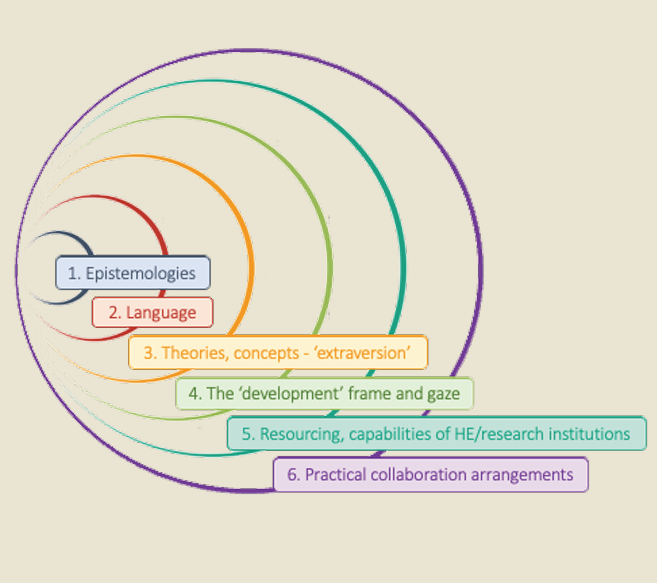 1. Epistemologies
2. Language
3. Theories, concepts - ‘extraversion’
4. The ‘development’ frame and gaze
5. Resourcing, capabilities of HE/research institutions
6. Practical collaboration arrangements